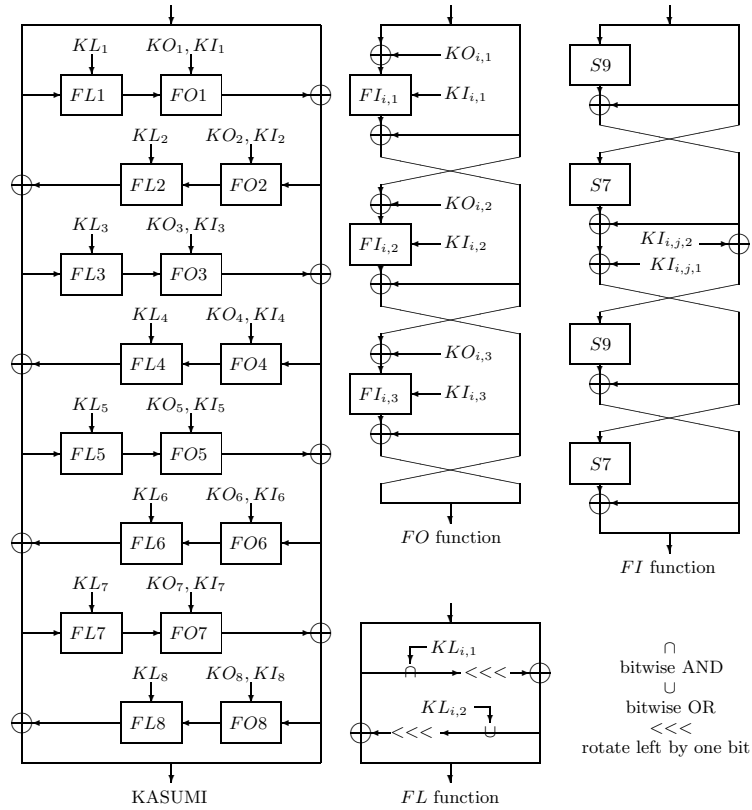 KL₁ KO₁, KI₁
FL1 FO1
KL₂ KO₂, KI₂
FL2 FO2
KL₃ KO₃, KI₃
FL3 FO3
KL₄ KO₄, KI₄
FL4 FO4
KL₅ KO₅, KI₅
FL5 FO5
KL₆ KO₆, KI₆
FL6 FO6
KL₇ KO₇, KI₇
FL7 FO7
KL₈ KO₈, KI₈
FL8 FO8
KASUMI
KOᵢ,₁
FIᵢ,₁ KIᵢ,₁
KOᵢ,₂
FIᵢ,₂ KIᵢ,₂
KOᵢ,₃
FIᵢ,₃ KIᵢ,₃
FO function
S9
S7
KIᵢ,ⱼ,₂
KIᵢ,ⱼ,₁
S9
S7
FI function
KLᵢ,₁
∩ <<<
KLᵢ,₂
<<< ∪
FL function
∩
bitwise AND
∪
bitwise OR
<<<
rotate left by one bit